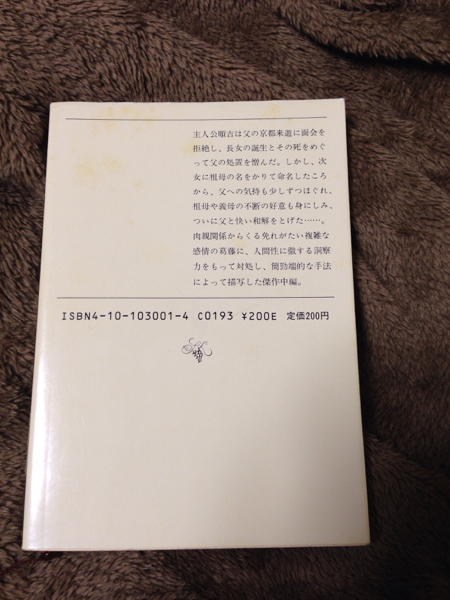 主人公順吉は父の京都来遊に面会を
拒絶し、長女の誕生とその死をめぐ
って父の処置を憎んだ。しかし、次
女に祖母の名をかりて命名したころ
から、父への気持も少しずつほぐれ、
祖母や義母の不断の好意も身にしみ、
ついに父と快い和解をとげた……。
肉親関係からくる免れがたい複雑な
感情の葛藤に、人間性に徹する洞察
力をもって対処し、簡勁端的な手法
によって描写した傑作中編。
ISBN4-10-103001-4 C0193 ¥200E 定価200円